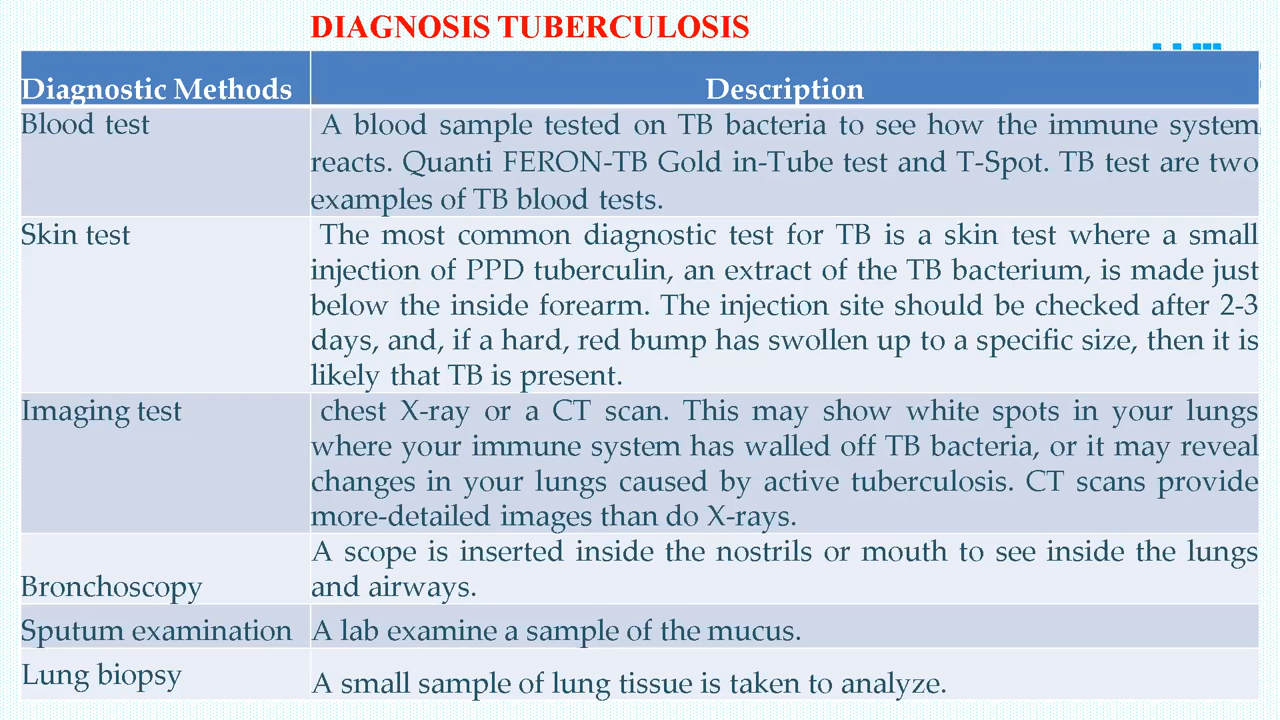 DIAGNOSIS TUBERCULOSIS
Diagnostic Methods
Description
Blood test
A blood sample tested on TB bacteria to see how the immune system
reacts. Quanti FERON-TB Gold in-Tube test and T-Spot. TB test are two
examples of TB blood tests.
Skin test
The most common diagnostic test for TB is a skin test where a small
injection of PPD tuberculin, an extract of the TB bacterium, is made just
below the inside forearm. The injection site should be checked after 2-3
days, and, if a hard, red bump has swollen up to a specific size, then it is
likely that TB is present.
Imaging test
chest X-ray or a CT scan. This may show white spots in your lungs
where your immune system has walled off TB bacteria, or it may reveal
changes in your lungs caused by active tuberculosis. CT scans provide
more-detailed images than do X-rays.
Bronchoscopy
A scope is inserted inside the nostrils or mouth to see inside the lungs
and airways.
Sputum examination
A lab examine a sample of the mucus.
Lung biopsy
A small sample of lung tissue is taken to analyze.